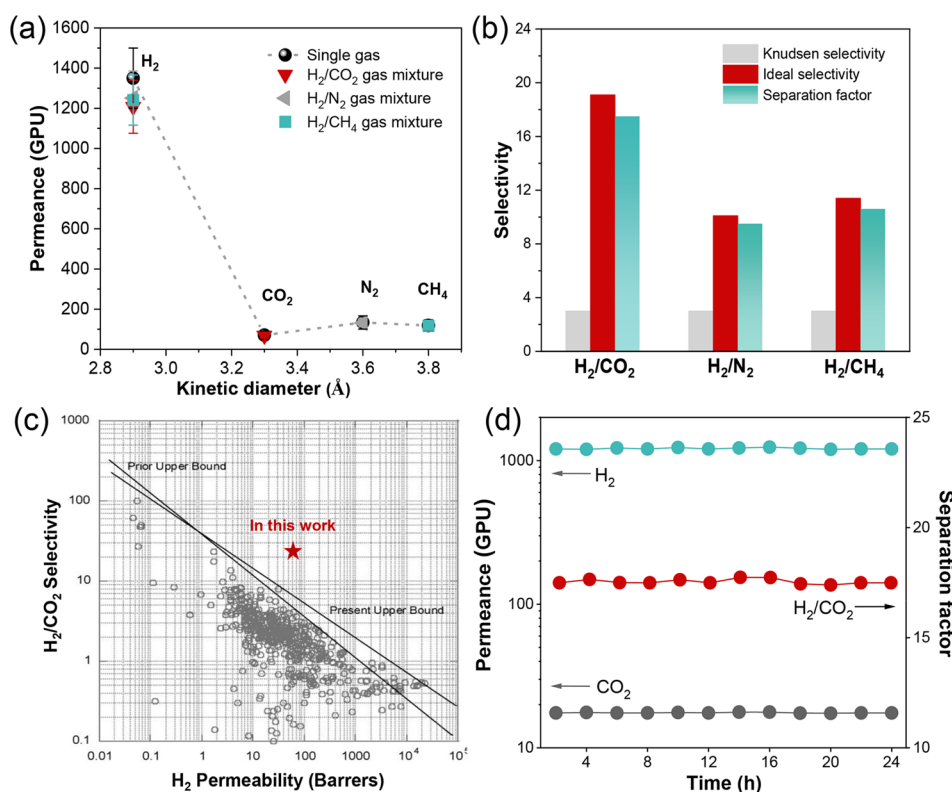 (a)
1600
1400
1200
1000
800
600
400
200
0
2.8
3.0
3.2
3.4
3.6
3.8
Permeance (GPU)
Kinetic diameter (Å)
H₂
CO₂
N₂
CH₄
Single gas
H₂/CO₂ gas mixture
H₂/N₂ gas mixture
H₂/CH₄ gas mixture
(b)
24
20
16
12
8
4
Selectivity
Knudsen selectivity
Ideal selectivity
Separation factor
H₂/CO₂
H₂/N₂
H₂/CH₄
(c)
1000
100
10
1
0.1
0.01
0.1
1
10
100
1000
10⁴
H₂/CO₂ Selectivity
H₂ Permeability (Barrers)
Prior Upper Bound
In this work
Present Upper Bound
(d)
1000
100
10
25
20
15
10
4
8
12
16
20
24
Permeance (GPU)
Separation factor
Time (h)
H₂
H₂/CO₂
CO₂